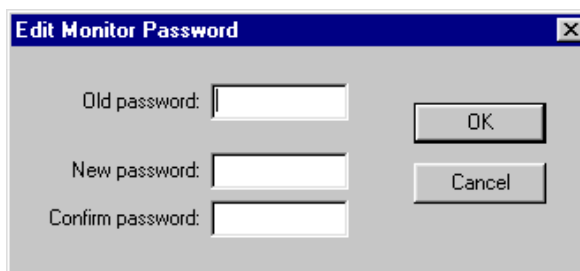 Edit Monitor Password
Old password:
OK
New password:
Cancel
Confirm password: